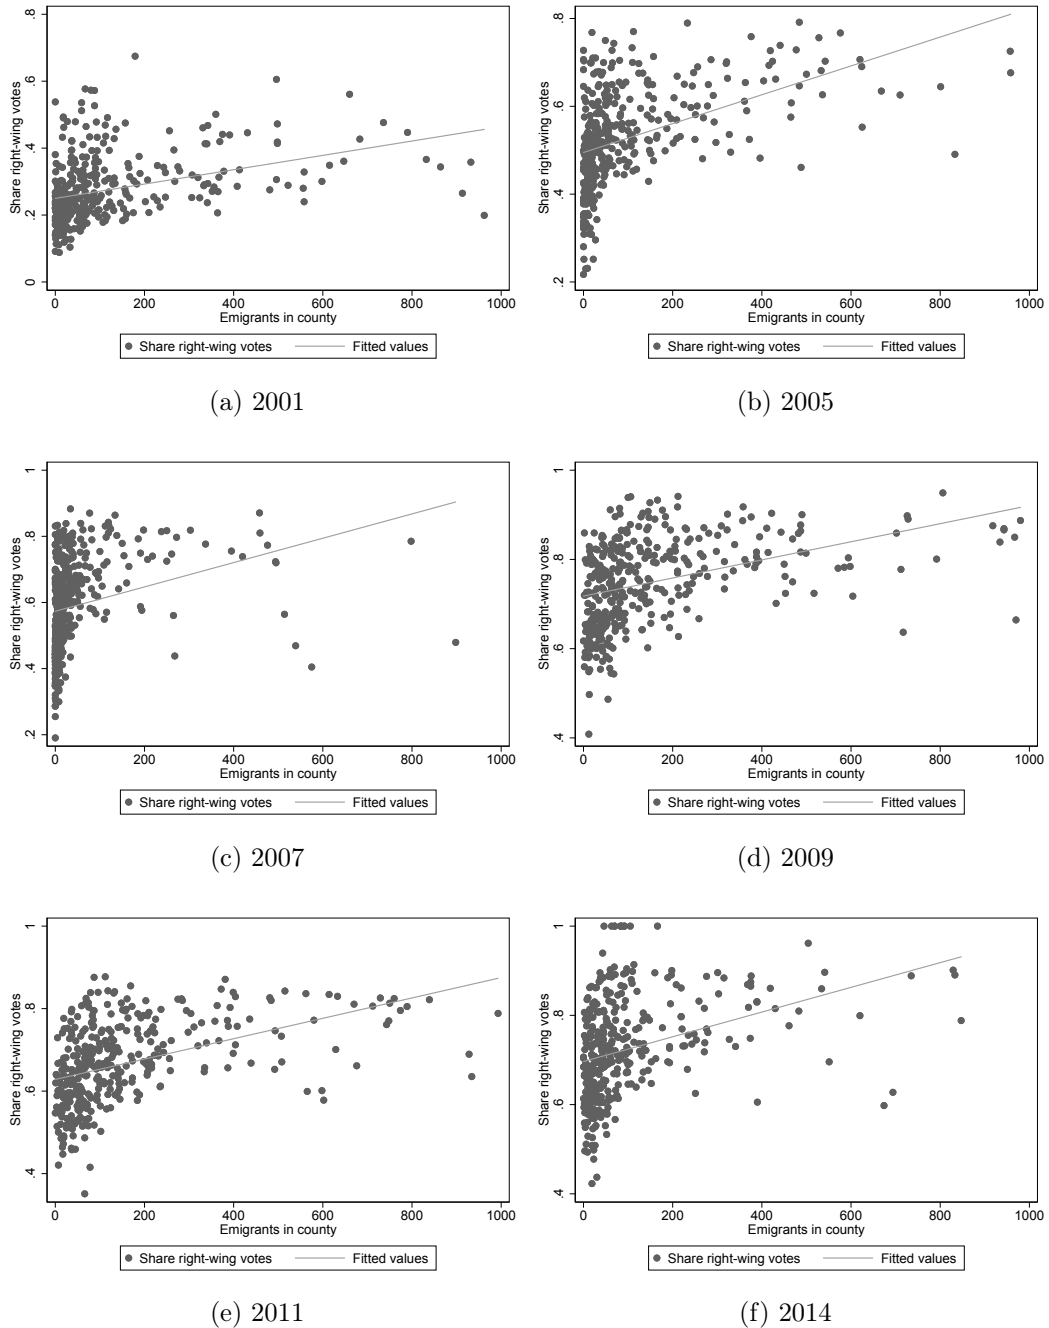 .8
.6
.4
.2
0
Share right-wing votes
0 200 400 600 800 1000
Emigrants in county
Share right-wing votes Fitted values
(a) 2001
.8
.6
.4
.2
Share right-wing votes
0 200 400 600 800 1000
Emigrants in county
Share right-wing votes Fitted values
(b) 2005
1
.8
.6
.4
.2
Share right-wing votes
0 200 400 600 800 1000
Emigrants in county
Share right-wing votes Fitted values
(c) 2007
1
.8
.6
.4
Share right-wing votes
0 200 400 600 800 1000
Emigrants in county
Share right-wing votes Fitted values
(d) 2009
1
.8
.6
.4
Share right-wing votes
0 200 400 600 800 1000
Emigrants in county
Share right-wing votes Fitted values
(e) 2011
1
.8
.6
.4
Share right-wing votes
0 200 400 600 800 1000
Emigrants in county
Share right-wing votes Fitted values
(f) 2014